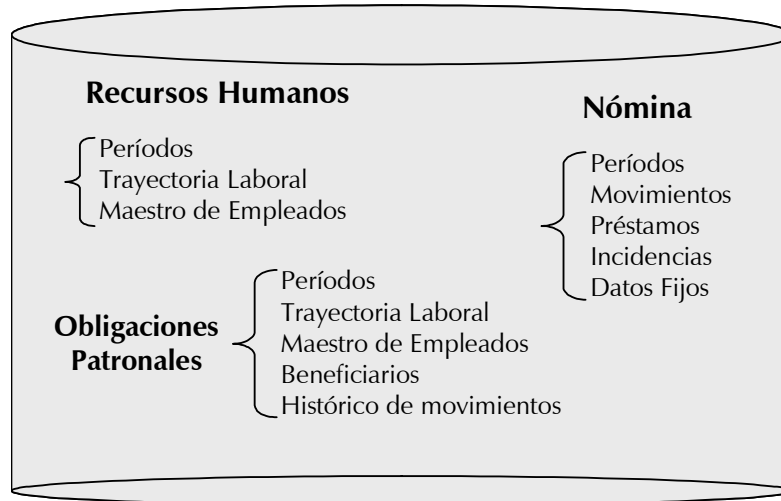 Recursos Humanos
Períodos
Trayectoria Laboral
Maestro de Empleados
Nómina
Períodos
Movimientos
Préstamos
Incidencias
Datos Fijos
Obligaciones
Patronales
Períodos
Trayectoria Laboral
Maestro de Empleados
Beneficiarios
Histórico de movimientos